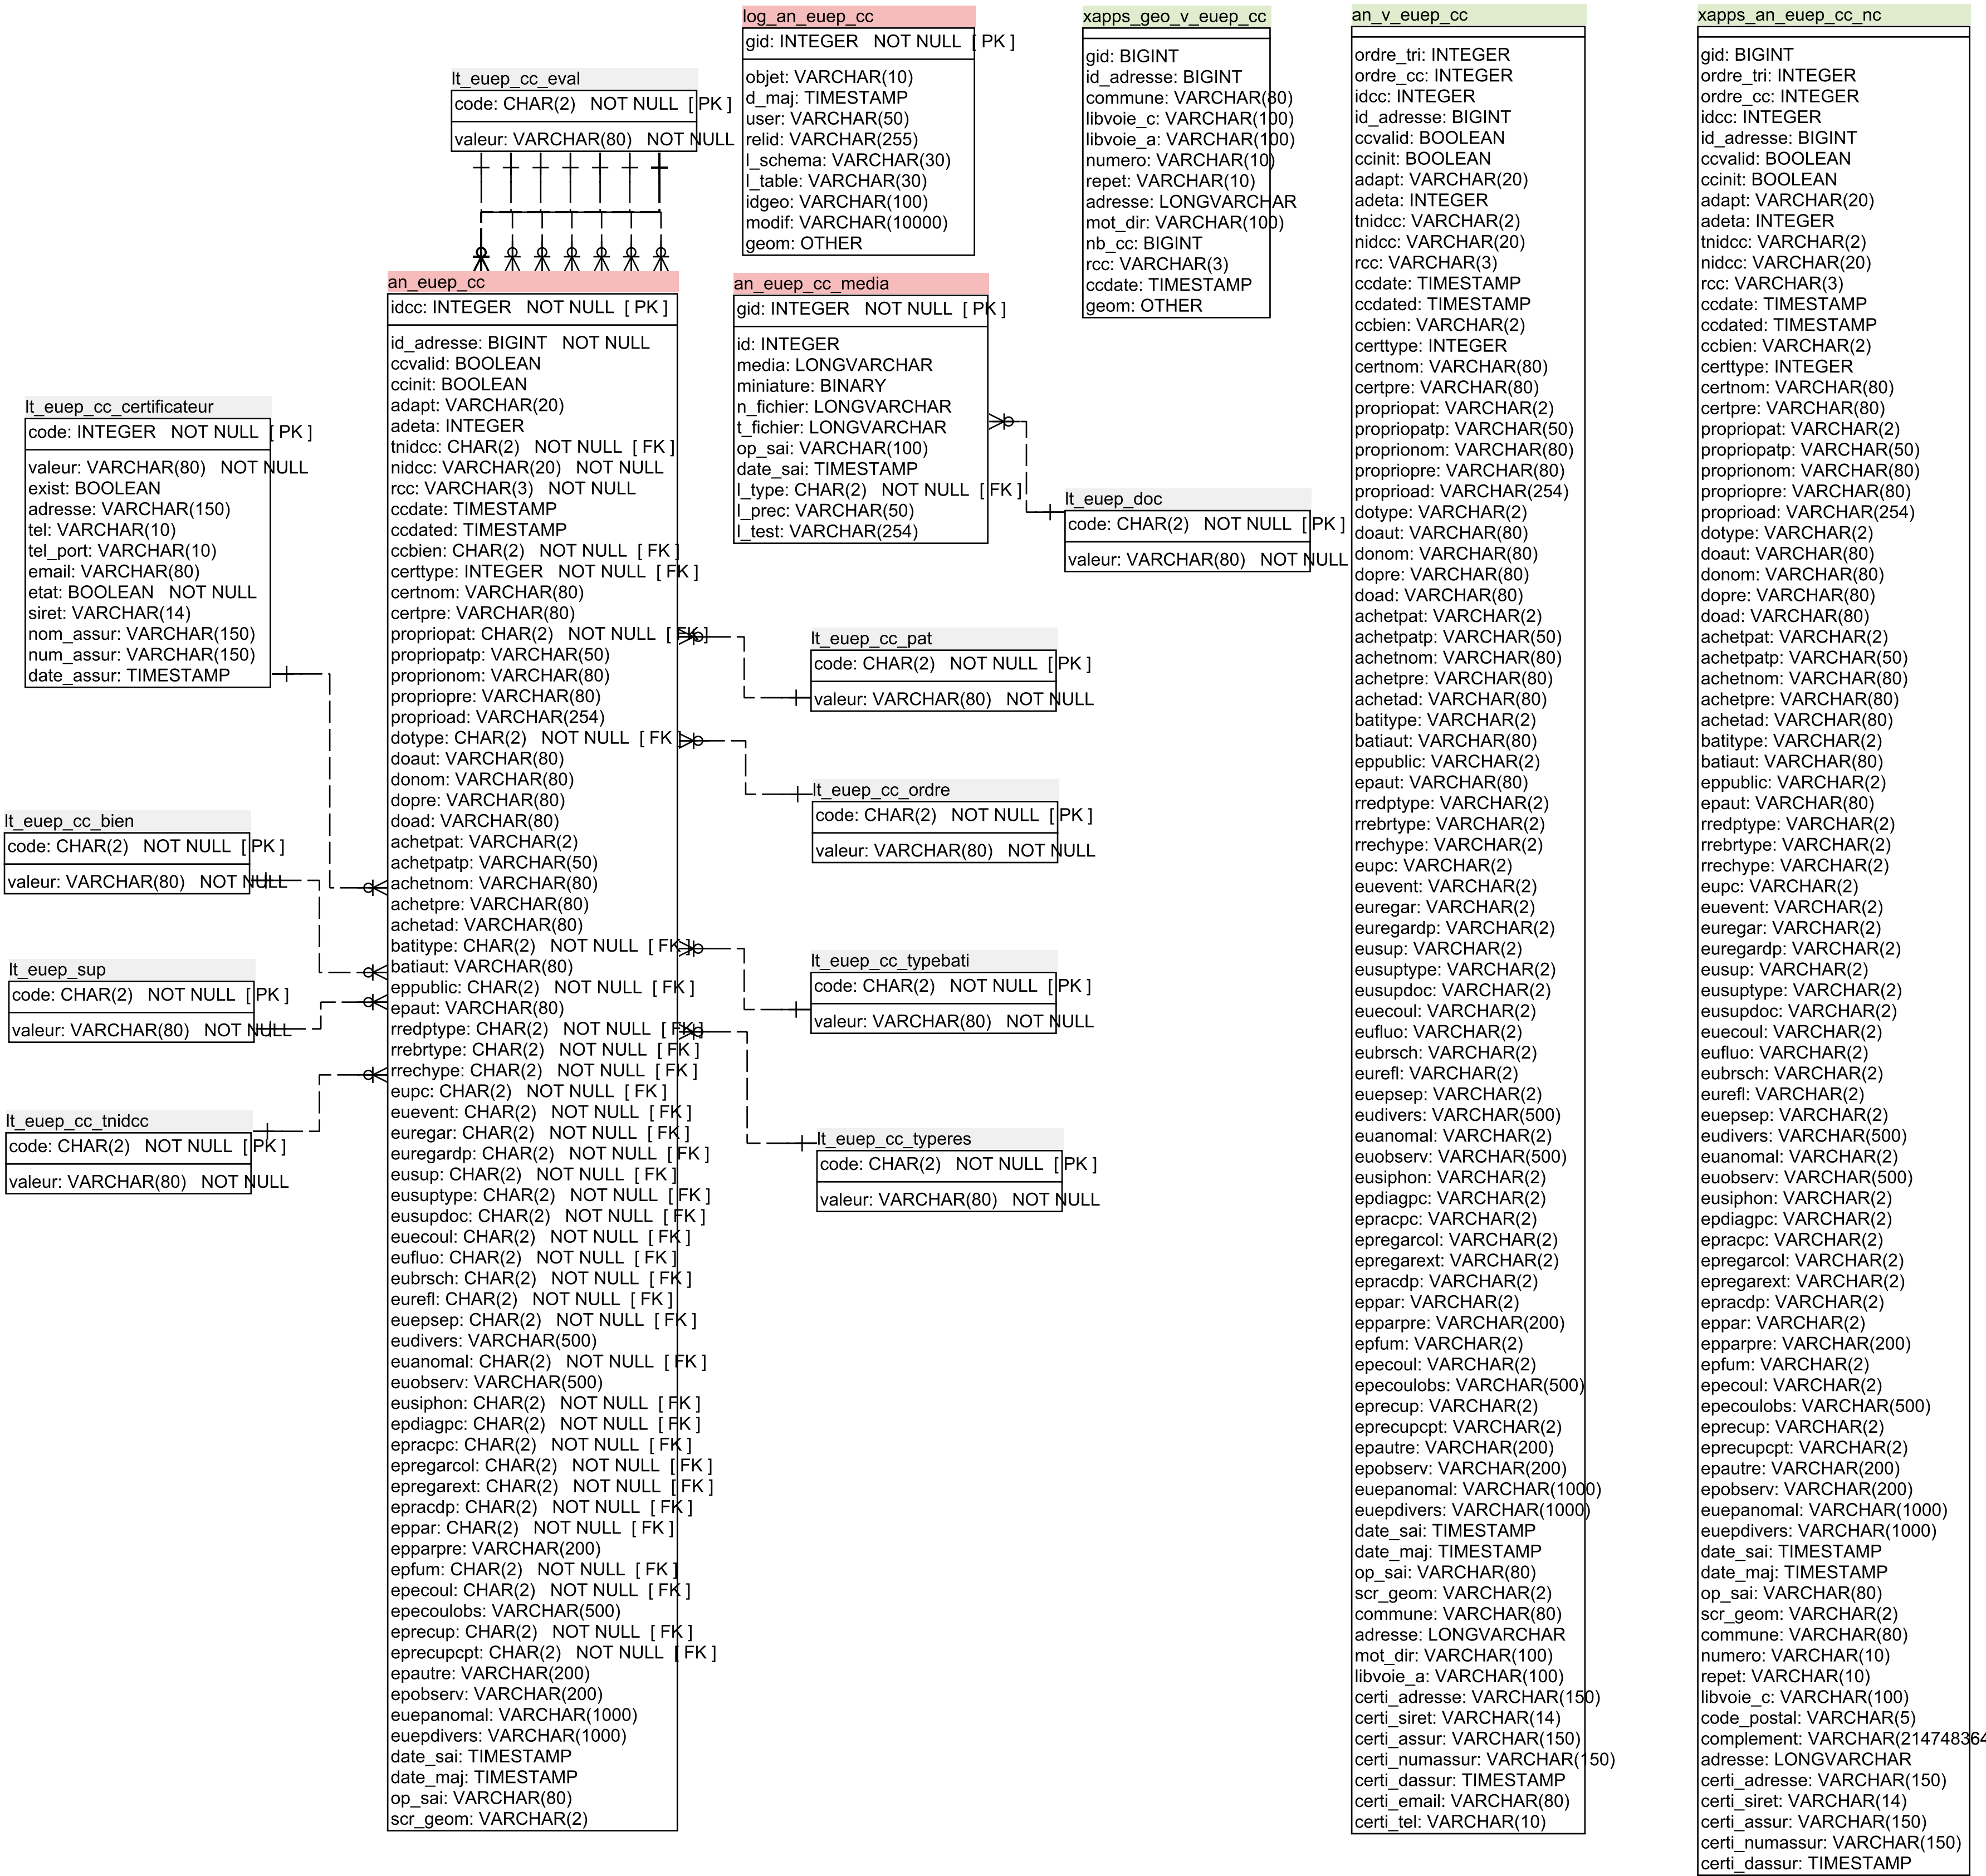 log_an_euep_cc
gid: INTEGER   NOT NULL  [ PK ]
objet: VARCHAR(10)
d_maj: TIMESTAMP
user: VARCHAR(50)
relid: VARCHAR(255)
l_schema: VARCHAR(30)
l_table: VARCHAR(30)
idgeo: VARCHAR(100)
modif: VARCHAR(10000)
geom: OTHER
xapps_geo_v_euep_cc
gid: BIGINT
id_adresse: BIGINT
commune: VARCHAR(80)
libvoie_c: VARCHAR(100)
libvoie_a: VARCHAR(100)
numero: VARCHAR(10)
repet: VARCHAR(10)
adresse: LONGVARCHAR
mot_dir: VARCHAR(100)
nb_cc: BIGINT
rcc: VARCHAR(3)
ccdate: TIMESTAMP
geom: OTHER
an_v_euep_cc
ordre_tri: INTEGER
ordre_cc: INTEGER
idcc: INTEGER
id_adresse: BIGINT
ccvalid: BOOLEAN
ccinit: BOOLEAN
adapt: VARCHAR(20)
adeta: INTEGER
tnidcc: VARCHAR(2)
nidcc: VARCHAR(20)
rcc: VARCHAR(3)
ccdate: TIMESTAMP
ccdated: TIMESTAMP
ccbien: VARCHAR(2)
certtype: INTEGER
certnom: VARCHAR(80)
certpre: VARCHAR(80)
propriopat: VARCHAR(2)
propriopatp: VARCHAR(50)
proprionom: VARCHAR(80)
propriopre: VARCHAR(80)
proprioad: VARCHAR(254)
dotype: VARCHAR(2)
doaut: VARCHAR(80)
donom: VARCHAR(80)
dopre: VARCHAR(80)
doad: VARCHAR(80)
achetpat: VARCHAR(2)
achetpatp: VARCHAR(50)
achetnom: VARCHAR(80)
achetpre: VARCHAR(80)
achetad: VARCHAR(80)
batitype: VARCHAR(2)
batiaut: VARCHAR(80)
eppublic: VARCHAR(2)
epaut: VARCHAR(80)
rredptype: VARCHAR(2)
rrebrtype: VARCHAR(2)
rrechype: VARCHAR(2)
eupc: VARCHAR(2)
euevent: VARCHAR(2)
euregar: VARCHAR(2)
euregardp: VARCHAR(2)
eusup: VARCHAR(2)
eusuptype: VARCHAR(2)
eusupdoc: VARCHAR(2)
euecoul: VARCHAR(2)
eufluo: VARCHAR(2)
eubrsch: VARCHAR(2)
eurefl: VARCHAR(2)
euepsep: VARCHAR(2)
eudivers: VARCHAR(500)
euanomal: VARCHAR(2)
euobserv: VARCHAR(500)
eusiphon: VARCHAR(2)
epdiagpc: VARCHAR(2)
epracpc: VARCHAR(2)
epregarcol: VARCHAR(2)
epregarext: VARCHAR(2)
epracdp: VARCHAR(2)
eppar: VARCHAR(2)
epparpre: VARCHAR(200)
epfum: VARCHAR(2)
epecoul: VARCHAR(2)
epecoulobs: VARCHAR(500)
eprecup: VARCHAR(2)
eprecupcpt: VARCHAR(2)
epautre: VARCHAR(200)
epobserv: VARCHAR(200)
euepanomal: VARCHAR(1000)
euepdivers: VARCHAR(1000)
date_sai: TIMESTAMP
date_maj: TIMESTAMP
op_sai: VARCHAR(80)
scr_geom: VARCHAR(2)
commune: VARCHAR(80)
adresse: LONGVARCHAR
mot_dir: VARCHAR(100)
libvoie_a: VARCHAR(100)
certi_adresse: VARCHAR(150)
certi_siret: VARCHAR(14)
certi_assur: VARCHAR(150)
certi_numassur: VARCHAR(150)
certi_dassur: TIMESTAMP
certi_email: VARCHAR(80)
certi_tel: VARCHAR(10)
xapps_an_euep_cc_nc
gid: BIGINT
ordre_tri: INTEGER
ordre_cc: INTEGER
idcc: INTEGER
id_adresse: BIGINT
ccvalid: BOOLEAN
ccinit: BOOLEAN
adapt: VARCHAR(20)
adeta: INTEGER
tnidcc: VARCHAR(2)
nidcc: VARCHAR(20)
rcc: VARCHAR(3)
ccdate: TIMESTAMP
ccdated: TIMESTAMP
ccbien: VARCHAR(2)
certtype: INTEGER
certnom: VARCHAR(80)
certpre: VARCHAR(80)
propriopat: VARCHAR(2)
propriopatp: VARCHAR(50)
proprionom: VARCHAR(80)
propriopre: VARCHAR(80)
proprioad: VARCHAR(254)
dotype: VARCHAR(2)
doaut: VARCHAR(80)
donom: VARCHAR(80)
dopre: VARCHAR(80)
doad: VARCHAR(80)
achetpat: VARCHAR(2)
achetpatp: VARCHAR(50)
achetnom: VARCHAR(80)
achetpre: VARCHAR(80)
achetad: VARCHAR(80)
batitype: VARCHAR(2)
batiaut: VARCHAR(80)
eppublic: VARCHAR(2)
epaut: VARCHAR(80)
rredptype: VARCHAR(2)
rrebrtype: VARCHAR(2)
rrechype: VARCHAR(2)
eupc: VARCHAR(2)
euevent: VARCHAR(2)
euregar: VARCHAR(2)
euregardp: VARCHAR(2)
eusup: VARCHAR(2)
eusuptype: VARCHAR(2)
eusupdoc: VARCHAR(2)
euecoul: VARCHAR(2)
eufluo: VARCHAR(2)
eubrsch: VARCHAR(2)
eurefl: VARCHAR(2)
euepsep: VARCHAR(2)
eudivers: VARCHAR(500)
euanomal: VARCHAR(2)
euobserv: VARCHAR(500)
eusiphon: VARCHAR(2)
epdiagpc: VARCHAR(2)
epracpc: VARCHAR(2)
epregarcol: VARCHAR(2)
epregarext: VARCHAR(2)
epracdp: VARCHAR(2)
eppar: VARCHAR(2)
epparpre: VARCHAR(200)
epfum: VARCHAR(2)
epecoul: VARCHAR(2)
epecoulobs: VARCHAR(500)
eprecup: VARCHAR(2)
eprecupcpt: VARCHAR(2)
epautre: VARCHAR(200)
epobserv: VARCHAR(200)
euepanomal: VARCHAR(1000)
euepdivers: VARCHAR(1000)
date_sai: TIMESTAMP
date_maj: TIMESTAMP
op_sai: VARCHAR(80)
scr_geom: VARCHAR(2)
commune: VARCHAR(80)
numero: VARCHAR(10)
repet: VARCHAR(10)
libvoie_c: VARCHAR(100)
code_postal: VARCHAR(5)
complement: VARCHAR(214748364
adresse: LONGVARCHAR
certi_adresse: VARCHAR(150)
certi_siret: VARCHAR(14)
certi_assur: VARCHAR(150)
certi_numassur: VARCHAR(150)
certi_dassur: TIMESTAMP
lt_euep_cc_eval
code: CHAR(2)   NOT NULL  [ PK ]
valeur: VARCHAR(80)   NOT NULL
an_euep_cc
idcc: INTEGER   NOT NULL  [ PK ]
id_adresse: BIGINT   NOT NULL
ccvalid: BOOLEAN
ccinit: BOOLEAN
adapt: VARCHAR(20)
adeta: INTEGER
tnidcc: CHAR(2)   NOT NULL  [ FK ]
nidcc: VARCHAR(20)   NOT NULL
rcc: VARCHAR(3)   NOT NULL
ccdate: TIMESTAMP
ccdated: TIMESTAMP
ccbien: CHAR(2)   NOT NULL  [ FK ]
certtype: INTEGER   NOT NULL  [ FK ]
certnom: VARCHAR(80)
certpre: VARCHAR(80)
propriopat: CHAR(2)   NOT NULL  [ FK ]
propriopatp: VARCHAR(50)
proprionom: VARCHAR(80)
propriopre: VARCHAR(80)
proprioad: VARCHAR(254)
dotype: CHAR(2)   NOT NULL  [ FK ]
doaut: VARCHAR(80)
donom: VARCHAR(80)
dopre: VARCHAR(80)
doad: VARCHAR(80)
achetpat: VARCHAR(2)
achetpatp: VARCHAR(50)
achetnom: VARCHAR(80)
achetpre: VARCHAR(80)
achetad: VARCHAR(80)
batitype: CHAR(2)   NOT NULL  [ FK ]
batiaut: VARCHAR(80)
eppublic: CHAR(2)   NOT NULL  [ FK ]
epaut: VARCHAR(80)
rredptype: CHAR(2)   NOT NULL  [ FK ]
rrebrtype: CHAR(2)   NOT NULL  [ FK ]
rrechype: CHAR(2)   NOT NULL  [ FK ]
eupc: CHAR(2)   NOT NULL  [ FK ]
euevent: CHAR(2)   NOT NULL  [ FK ]
euregar: CHAR(2)   NOT NULL  [ FK ]
euregardp: CHAR(2)   NOT NULL  [ FK ]
eusup: CHAR(2)   NOT NULL  [ FK ]
eusuptype: CHAR(2)   NOT NULL  [ FK ]
eusupdoc: CHAR(2)   NOT NULL  [ FK ]
euecoul: CHAR(2)   NOT NULL  [ FK ]
eufluo: CHAR(2)   NOT NULL  [ FK ]
eubrsch: CHAR(2)   NOT NULL  [ FK ]
eurefl: CHAR(2)   NOT NULL  [ FK ]
euepsep: CHAR(2)   NOT NULL  [ FK ]
eudivers: VARCHAR(500)
euanomal: CHAR(2)   NOT NULL  [ FK ]
euobserv: VARCHAR(500)
eusiphon: CHAR(2)   NOT NULL  [ FK ]
epdiagpc: CHAR(2)   NOT NULL  [ FK ]
epracpc: CHAR(2)   NOT NULL  [ FK ]
epregarcol: CHAR(2)   NOT NULL  [ FK ]
epregarext: CHAR(2)   NOT NULL  [ FK ]
epracdp: CHAR(2)   NOT NULL  [ FK ]
eppar: CHAR(2)   NOT NULL  [ FK ]
epparpre: VARCHAR(200)
epfum: CHAR(2)   NOT NULL  [ FK ]
epecoul: CHAR(2)   NOT NULL  [ FK ]
epecoulobs: VARCHAR(500)
eprecup: CHAR(2)   NOT NULL  [ FK ]
eprecupcpt: CHAR(2)   NOT NULL  [ FK ]
epautre: VARCHAR(200)
epobserv: VARCHAR(200)
euepanomal: VARCHAR(1000)
euepdivers: VARCHAR(1000)
date_sai: TIMESTAMP
date_maj: TIMESTAMP
op_sai: VARCHAR(80)
scr_geom: VARCHAR(2)
an_euep_cc_media
gid: INTEGER   NOT NULL  [ PK ]
id: INTEGER
media: LONGVARCHAR
miniature: BINARY
n_fichier: LONGVARCHAR
t_fichier: LONGVARCHAR
op_sai: VARCHAR(100)
date_sai: TIMESTAMP
l_type: CHAR(2)   NOT NULL  [ FK ]
l_prec: VARCHAR(50)
l_test: VARCHAR(254)
lt_euep_doc
code: CHAR(2)   NOT NULL  [ PK ]
valeur: VARCHAR(80)   NOT NULL
lt_euep_cc_certificateur
code: INTEGER   NOT NULL  [ PK ]
valeur: VARCHAR(80)   NOT NULL
exist: BOOLEAN
adresse: VARCHAR(150)
tel: VARCHAR(10)
tel_port: VARCHAR(10)
email: VARCHAR(80)
etat: BOOLEAN   NOT NULL
siret: VARCHAR(14)
nom_assur: VARCHAR(150)
num_assur: VARCHAR(150)
date_assur: TIMESTAMP
lt_euep_cc_pat
code: CHAR(2)   NOT NULL  [ PK ]
valeur: VARCHAR(80)   NOT NULL
lt_euep_cc_ordre
code: CHAR(2)   NOT NULL  [ PK ]
valeur: VARCHAR(80)   NOT NULL
lt_euep_cc_bien
code: CHAR(2)   NOT NULL  [ PK ]
valeur: VARCHAR(80)   NOT NULL
lt_euep_cc_typebati
code: CHAR(2)   NOT NULL  [ PK ]
valeur: VARCHAR(80)   NOT NULL
lt_euep_sup
code: CHAR(2)   NOT NULL  [ PK ]
valeur: VARCHAR(80)   NOT NULL
lt_euep_cc_tnidcc
code: CHAR(2)   NOT NULL  [ PK ]
valeur: VARCHAR(80)   NOT NULL
lt_euep_cc_typeres
code: CHAR(2)   NOT NULL  [ PK ]
valeur: VARCHAR(80)   NOT NULL